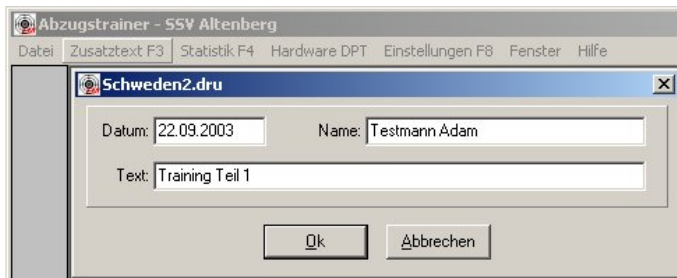 Abzugstrainer - SSV Altenberg
Datei Zusatztext F3 Statistik F4 Hardware DPT Einstellungen F8 Fenster Hilfe
Schweden2.dru
Datum: 22.09.2003 Name: Testmann Adam
Text: Training Teil 1
Ok Abbrechen